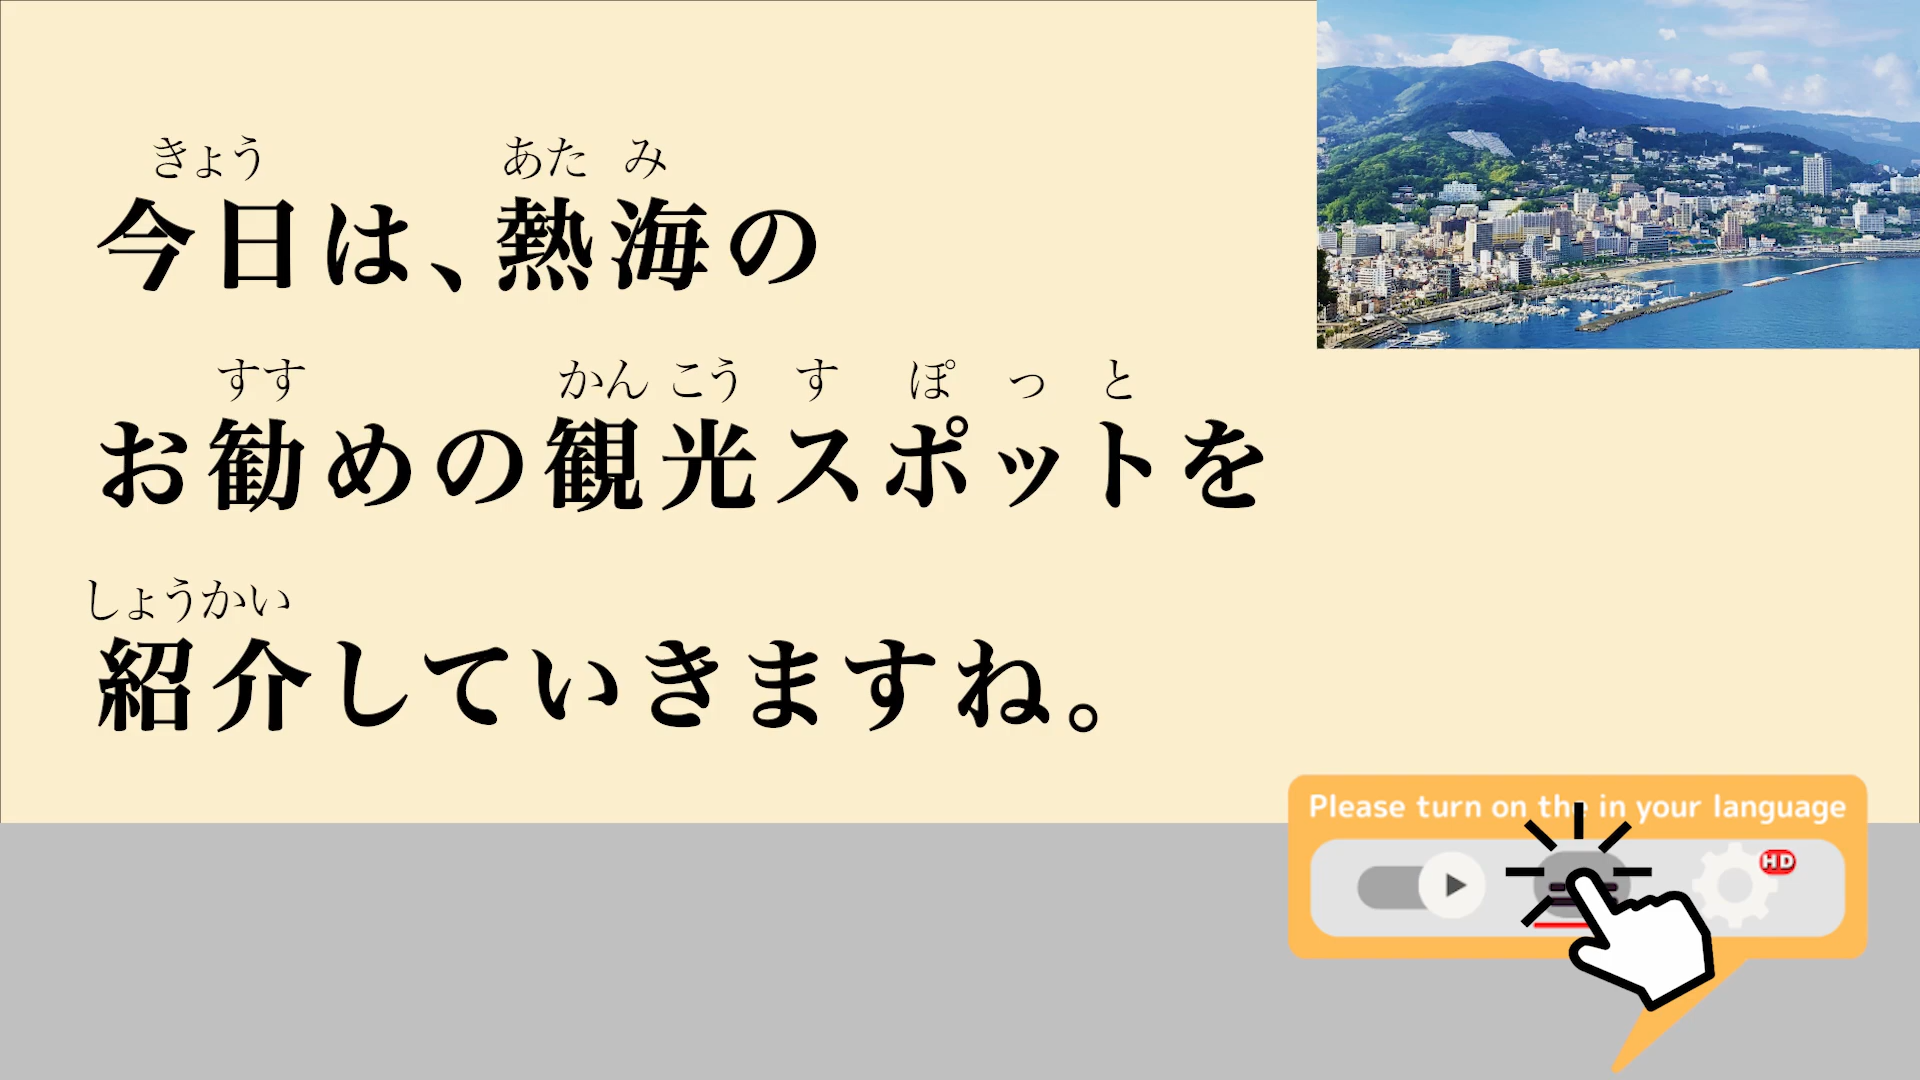 きょう あたみ
今日は、熱海の
すす かんこうすぽっと
お勧めの観光スポットを
しょうかい
紹介していきますね。
Please turn on the in your language
HD